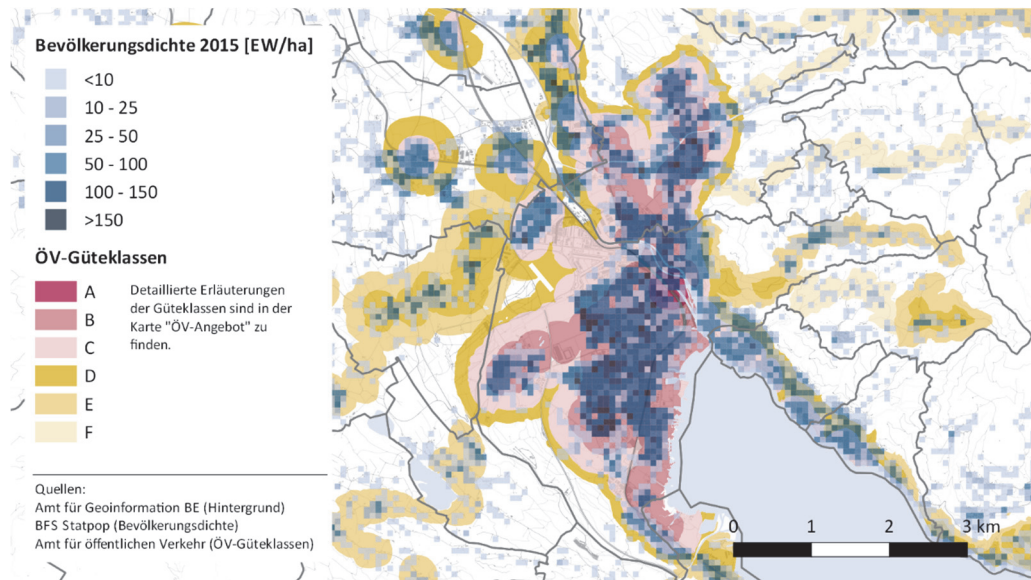 Bevölkerungsdichte 2015 [EW/ha]
<10
10 - 25
25 - 50
50 - 100
100 - 150
>150
ÖV-Güteklassen
A
B
C
D
E
F
Detaillierte Erläuterungen
der Güteklassen sind in der
Karte "ÖV-Angebot" zu
finden.
Quellen:
Amt für Geoinformation BE (Hintergrund)
BFS Statpop (Bevölkerungsdichte)
Amt für öffentlichen Verkehr (ÖV-Güteklassen)
0 1 2 3 km